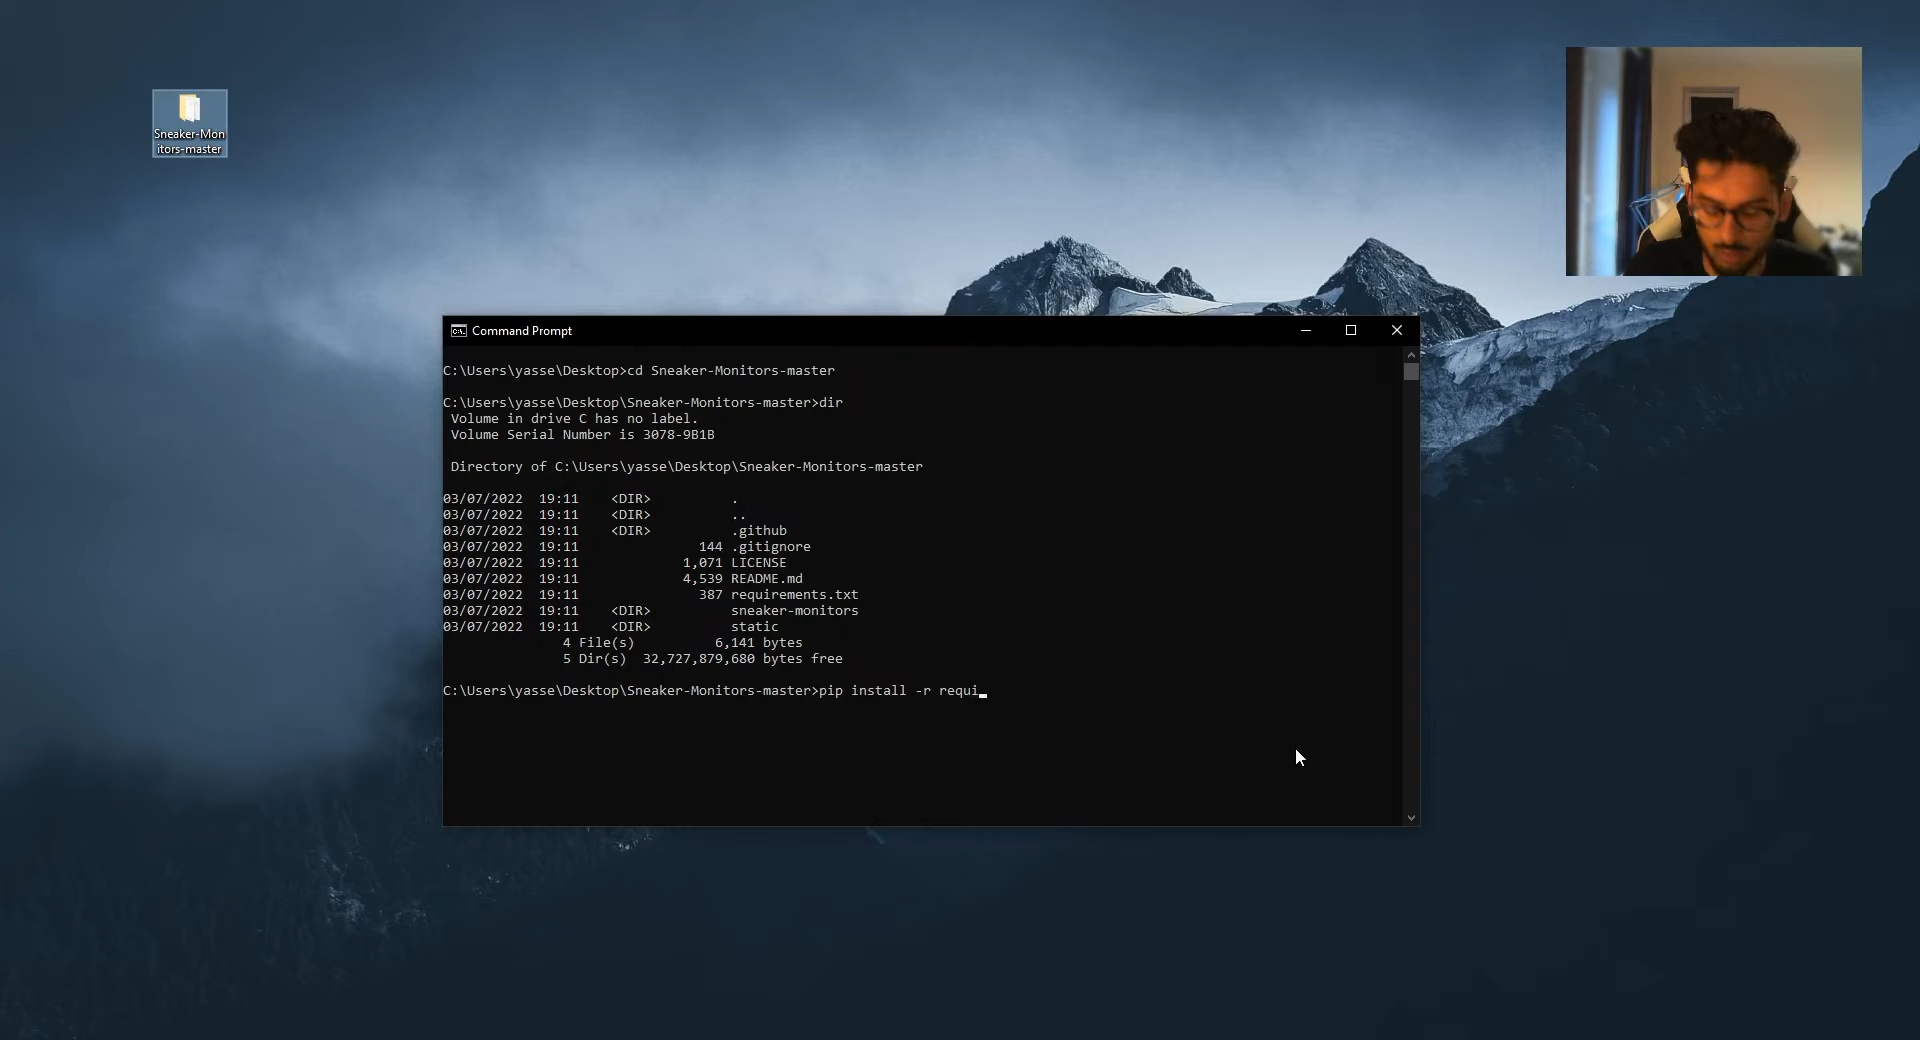 Sneaker-Mon
itors-master
Command Prompt
C:\Users\yasse\Desktop>cd Sneaker-Monitors-master
C:\Users\yasse\Desktop\Sneaker-Monitors-master>dir
Volume in drive C has no label.
Volume Serial Number is 3078-9B1B
Directory of C:\Users\yasse\Desktop\Sneaker-Monitors-master
03/07/2022  19:11    <DIR>          .
03/07/2022  19:11    <DIR>          ..
03/07/2022  19:11    <DIR>          .github
03/07/2022  19:11               144 .gitignore
03/07/2022  19:11             1,071 LICENSE
03/07/2022  19:11             4,539 README.md
03/07/2022  19:11               387 requirements.txt
03/07/2022  19:11    <DIR>          sneaker-monitors
03/07/2022  19:11    <DIR>          static
4 File(s)          6,141 bytes
5 Dir(s)  32,727,879,680 bytes free
C:\Users\yasse\Desktop\Sneaker-Monitors-master>pip install -r requi